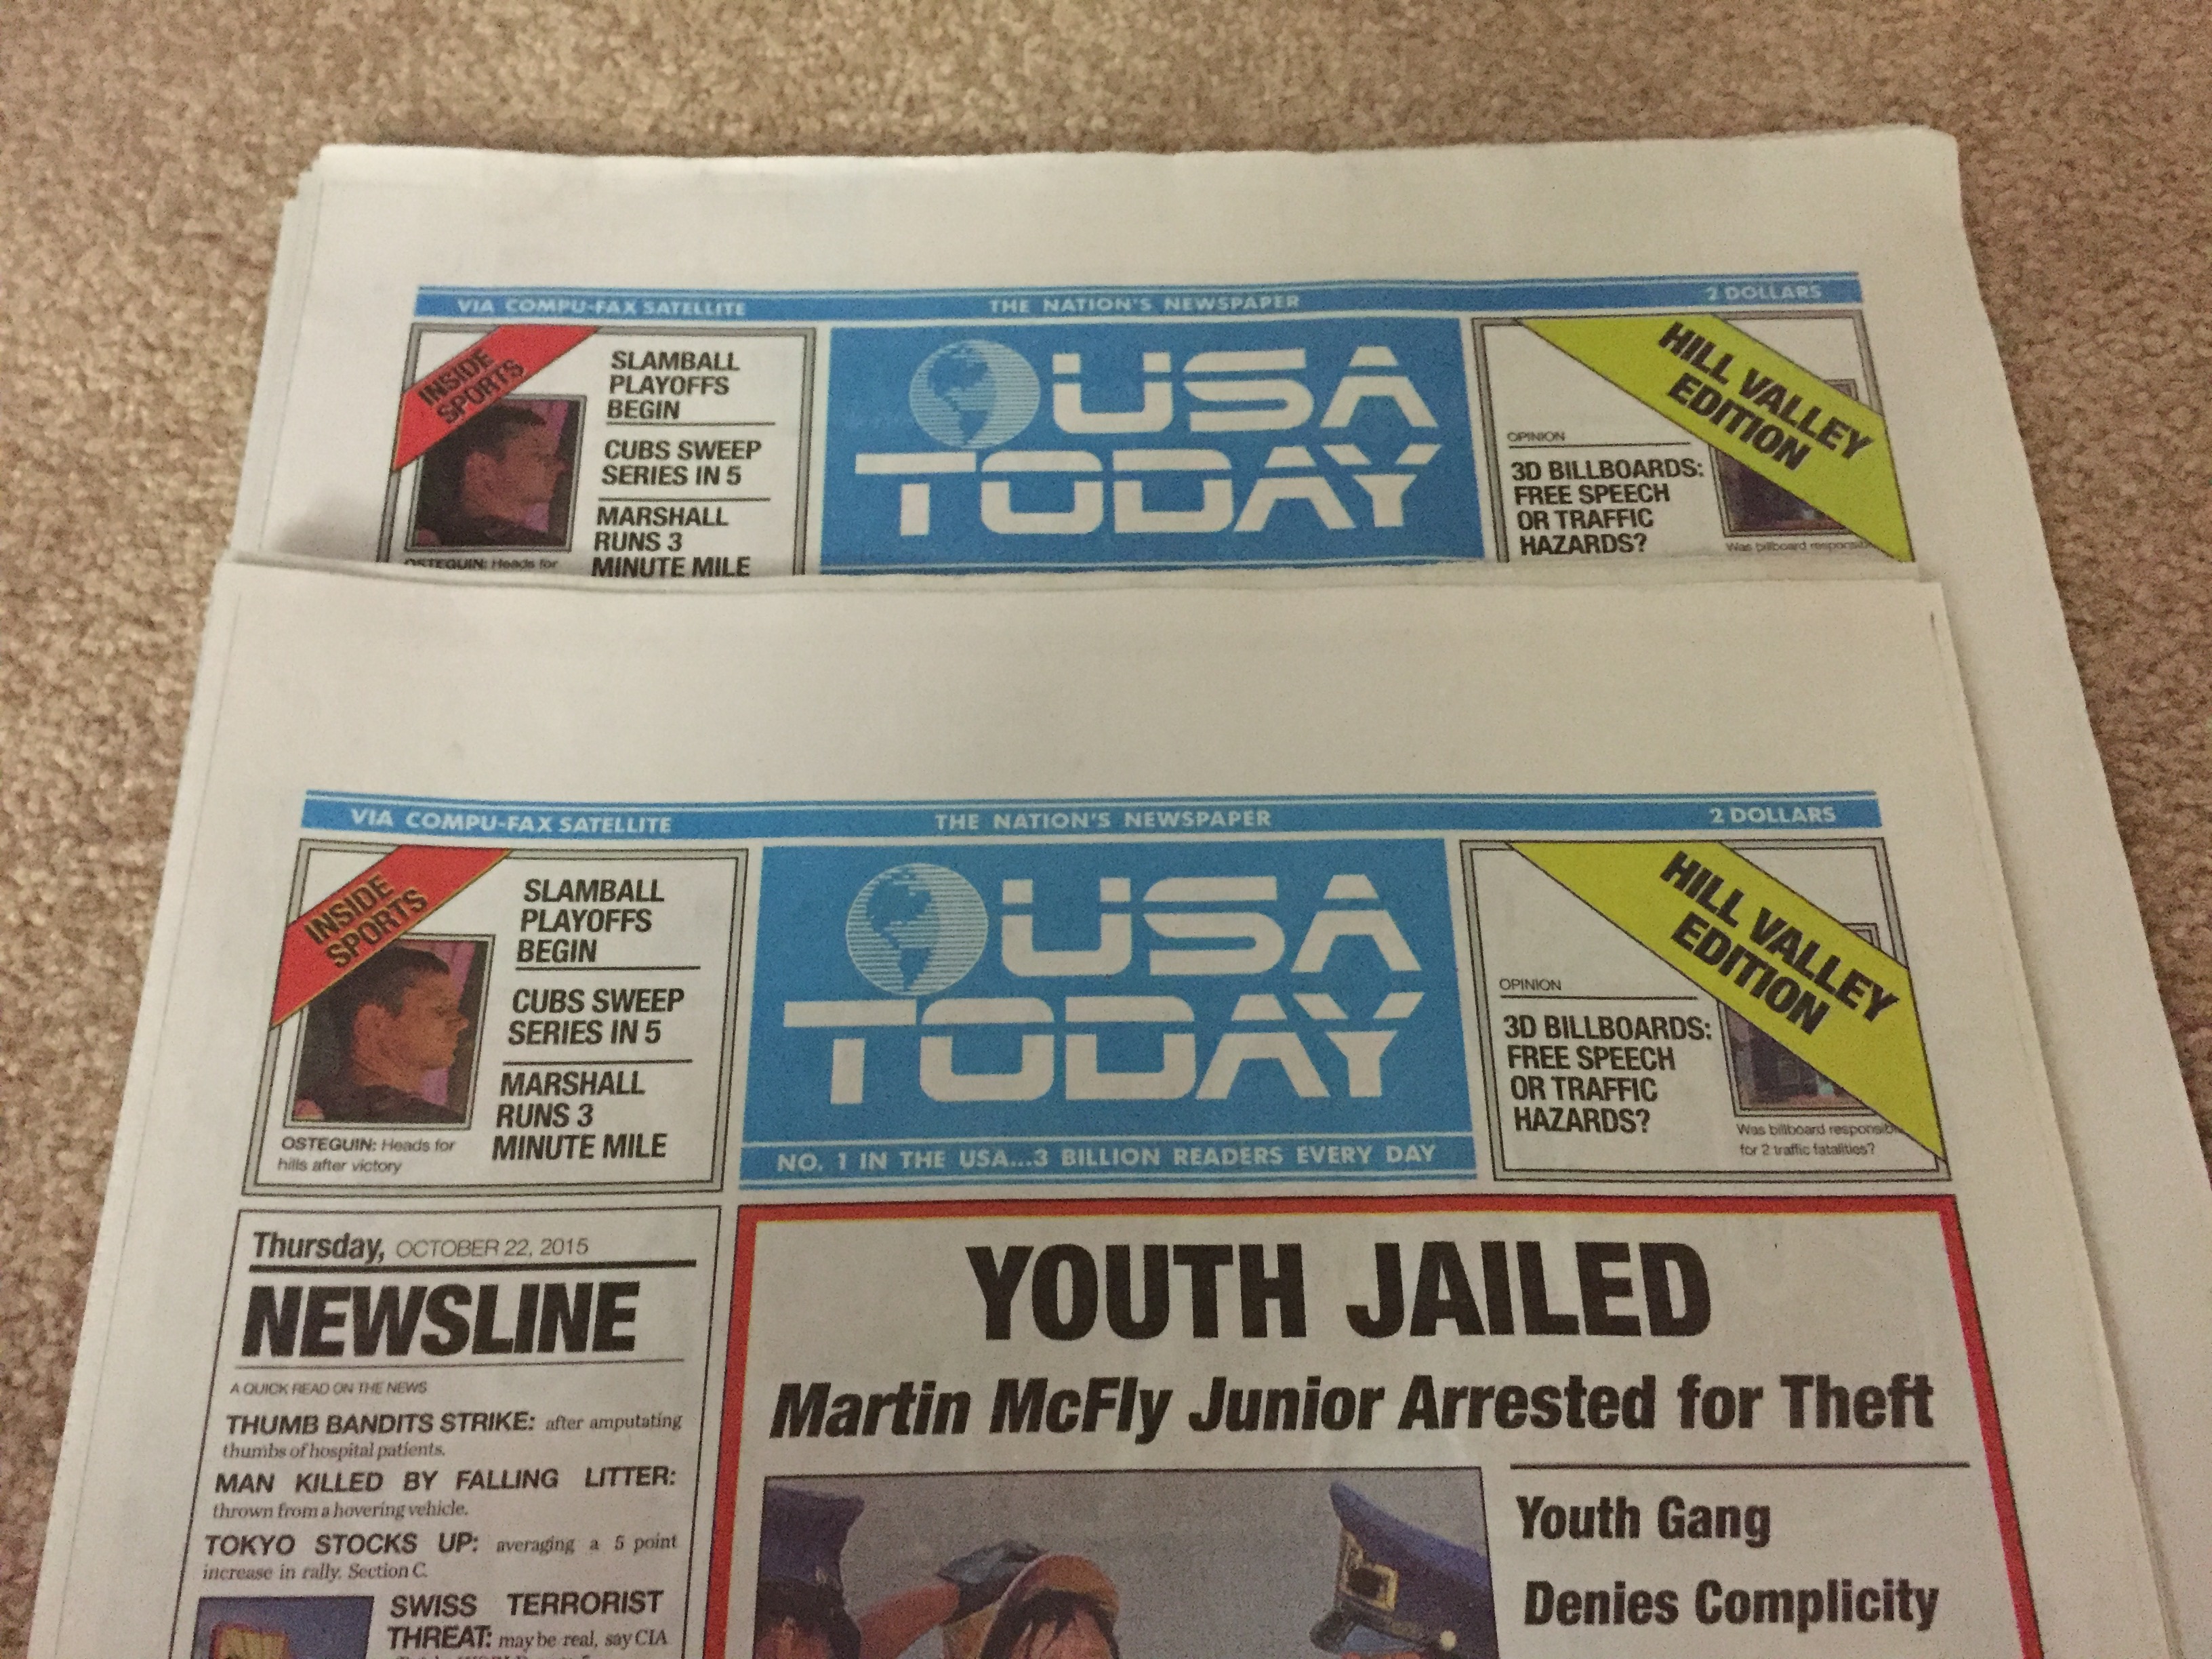 VIA COMPU-FAX SATELLITE
THE NATION'S NEWSPAPER
2 DOLLARS
INSIDE
SPORTS
SLAMBALL
PLAYOFFS
BEGIN
CUBS SWEEP
SERIES IN 5
MARSHALL
RUNS 3
MINUTE MILE
OSTEGUIN: Heads for
USA
TODAY
OPINION
3D BILLBOARDS:
FREE SPEECH
OR TRAFFIC
HAZARDS?
HILL VALLEY
EDITION
Was billboard
VIA COMPU-FAX SATELLITE
THE NATION'S NEWSPAPER
2 DOLLARS
INSIDE
SPORTS
SLAMBALL
PLAYOFFS
BEGIN
CUBS SWEEP
SERIES IN 5
MARSHALL
RUNS 3
MINUTE MILE
OSTEGUIN: Heads for
hills after victory
USA
TODAY
NO. 1 IN THE USA...3 BILLION READERS EVERY DAY
OPINION
3D BILLBOARDS:
FREE SPEECH
OR TRAFFIC
HAZARDS?
HILL VALLEY
EDITION
Was billboard
for 2 traffic fatalities?
Thursday, OCTOBER 22, 2015
NEWSLINE
A QUICK READ ON THE NEWS
THUMB BANDITS STRIKE: after amputating
thumbs of hospital patients.
MAN KILLED BY FALLING LITTER:
thrown from a hovering vehicle.
TOKYO STOCKS UP: averaging a 5 point
increase in rally. Section C.
SWISS TERRORIST
THREAT: may be real, say CIA
YOUTH JAILED
Martin McFly Junior Arrested for Theft
Youth Gang
Denies Complicity